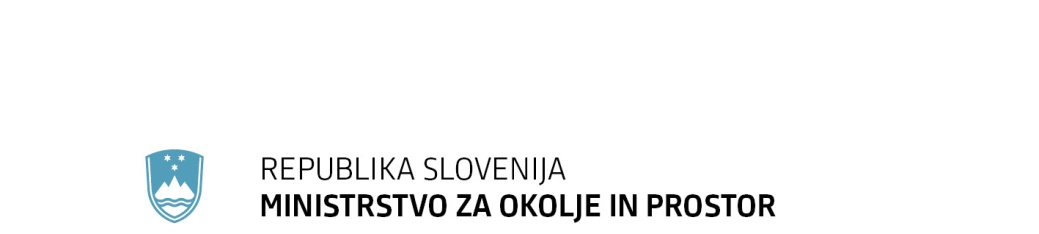 REPUBLIKA SLOVENIJA
MINISTRSTVO ZA OKOLJE IN PROSTOR